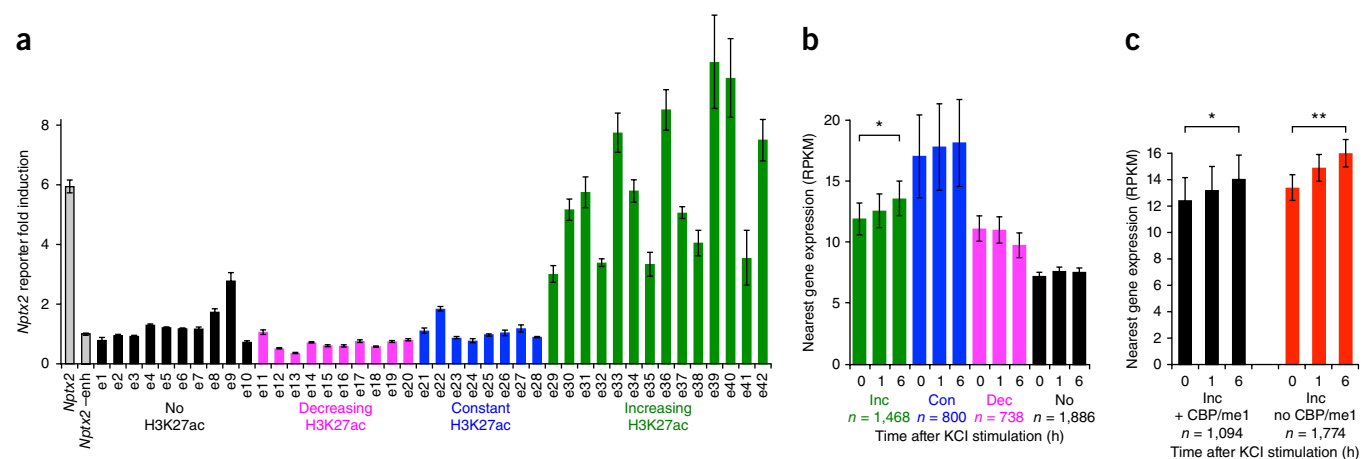 a
Nptx2 reporter fold induction
8
6
4
2
0
Nptx2
Nptx2 –enh
e1
e2
e3
e4
e5
e6
e7
e8
e9
e10
e11
e12
e13
e14
e15
e16
e17
e18
e19
e20
e21
e22
e23
e24
e25
e26
e27
e28
e29
e30
e31
e32
e33
e34
e35
e36
e37
e38
e39
e40
e41
e42
No
H3K27ac
Decreasing
H3K27ac
Constant
H3K27ac
Increasing
H3K27ac
b
Nearest gene expression (RPKM)
20
15
10
5
0
*
0 1 6 0 1 6 0 1 6 0 1 6
Inc Con Dec No
n = 1,468 n = 800 n = 738 n = 1,886
Time after KCl stimulation (h)
c
Nearest gene expression (RPKM)
16
14
12
10
8
6
4
2
0
* **
0 1 6 0 1 6
Inc
+ CBP/me1
n = 1,094
Inc
no CBP/me1
n = 1,774
Time after KCl stimulation (h)